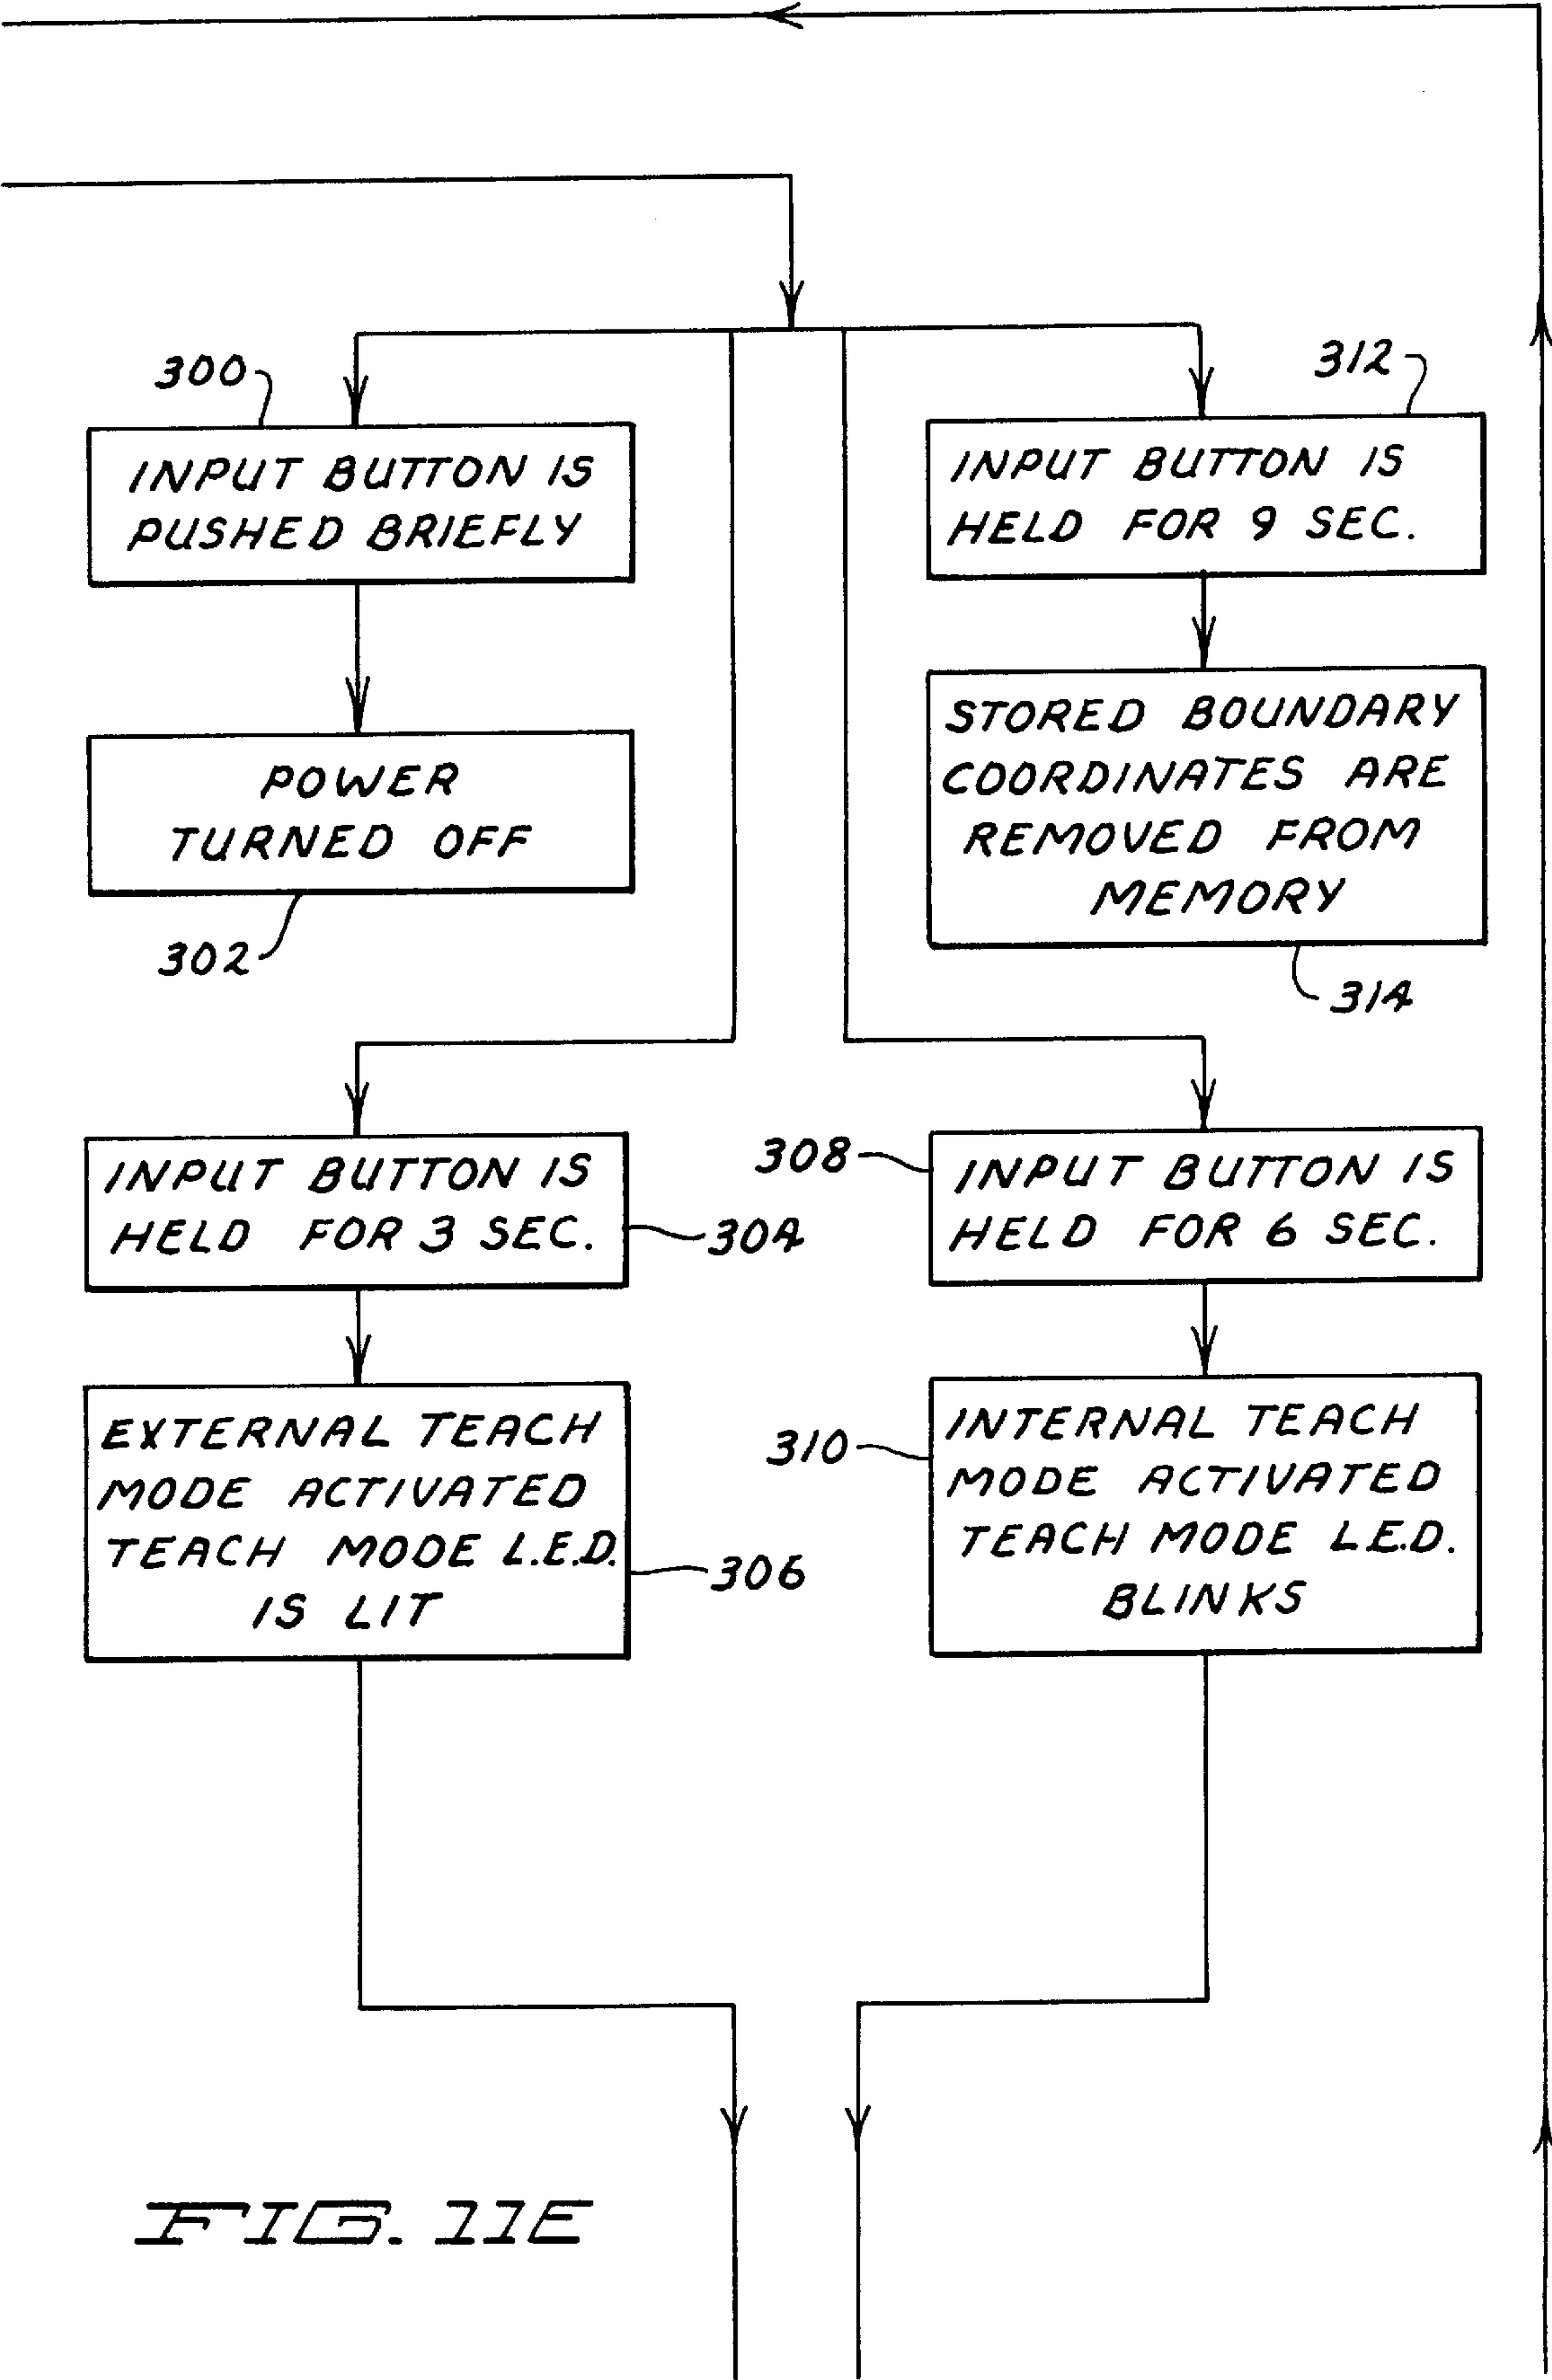 300
INPUT BUTTON IS
PUSHED BRIEFLY
POWER
TURNED OFF
302
312
INPUT BUTTON IS
HELD FOR 9 SEC.
STORED BOUNDARY
COORDINATES ARE
REMOVED FROM
MEMORY
314
INPUT BUTTON IS
HELD FOR 3 SEC.
304
EXTERNAL TEACH
MODE ACTIVATED
TEACH MODE L.E.D.
IS LIT
306
308
INPUT BUTTON IS
HELD FOR 6 SEC.
310
INTERNAL TEACH
MODE ACTIVATED
TEACH MODE L.E.D.
BLINKS
FIG. 11E